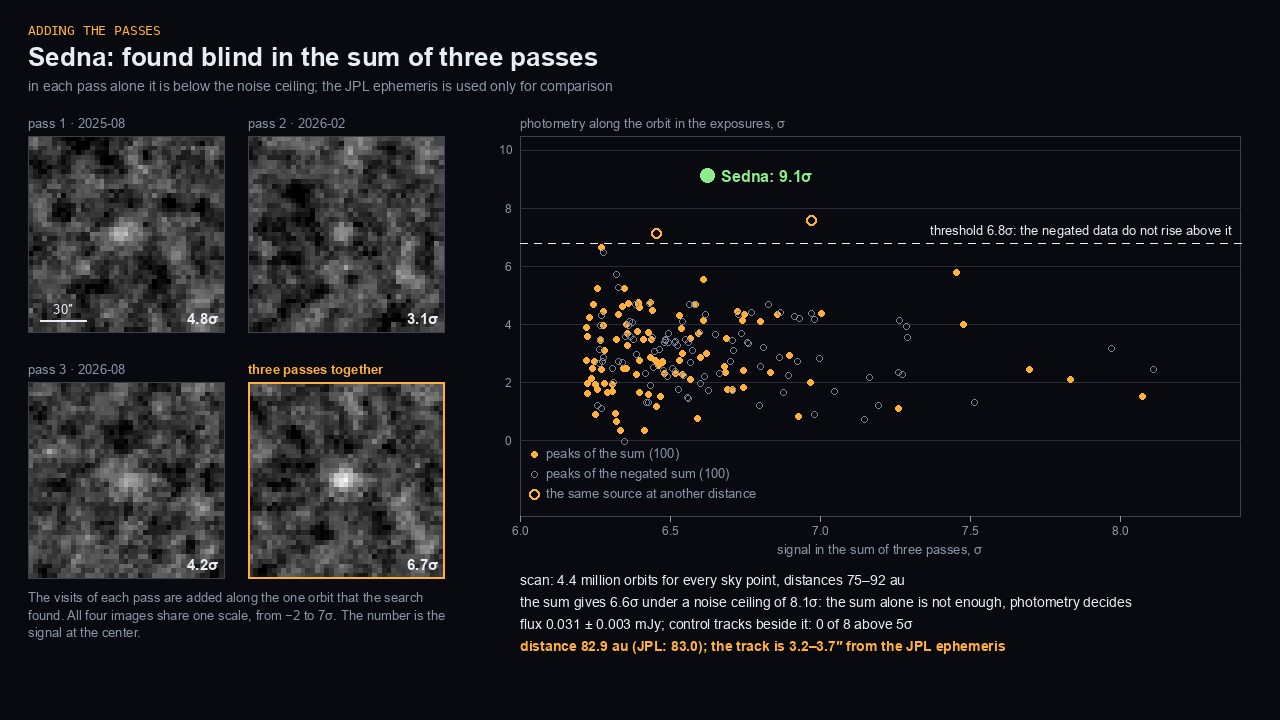 ADDING THE PASSES
Sedna: found blind in the sum of three passes
in each pass alone it is below the noise ceiling; the JPL ephemeris is used only for comparison
pass 1 · 2025-08
30″
4.8σ
pass 2 · 2026-02
3.1σ
pass 3 · 2026-08
4.2σ
three passes together
6.7σ
The visits of each pass are added along the one orbit that the search
found. All four images share one scale, from −2 to 7σ. The number is the
signal at the center.
photometry along the orbit in the exposures, σ
10
8
6
4
2
0
Sedna: 9.1σ
threshold 6.8σ: the negated data do not rise above it
peaks of the sum (100)
peaks of the negated sum (100)
the same source at another distance
6.0 6.5 7.0 7.5 8.0
signal in the sum of three passes, σ
scan: 4.4 million orbits for every sky point, distances 75–92 au
the sum gives 6.6σ under a noise ceiling of 8.1σ: the sum alone is not enough, photometry decides
flux 0.031 ± 0.003 mJy; control tracks beside it: 0 of 8 above 5σ
distance 82.9 au (JPL: 83.0); the track is 3.2–3.7″ from the JPL ephemeris